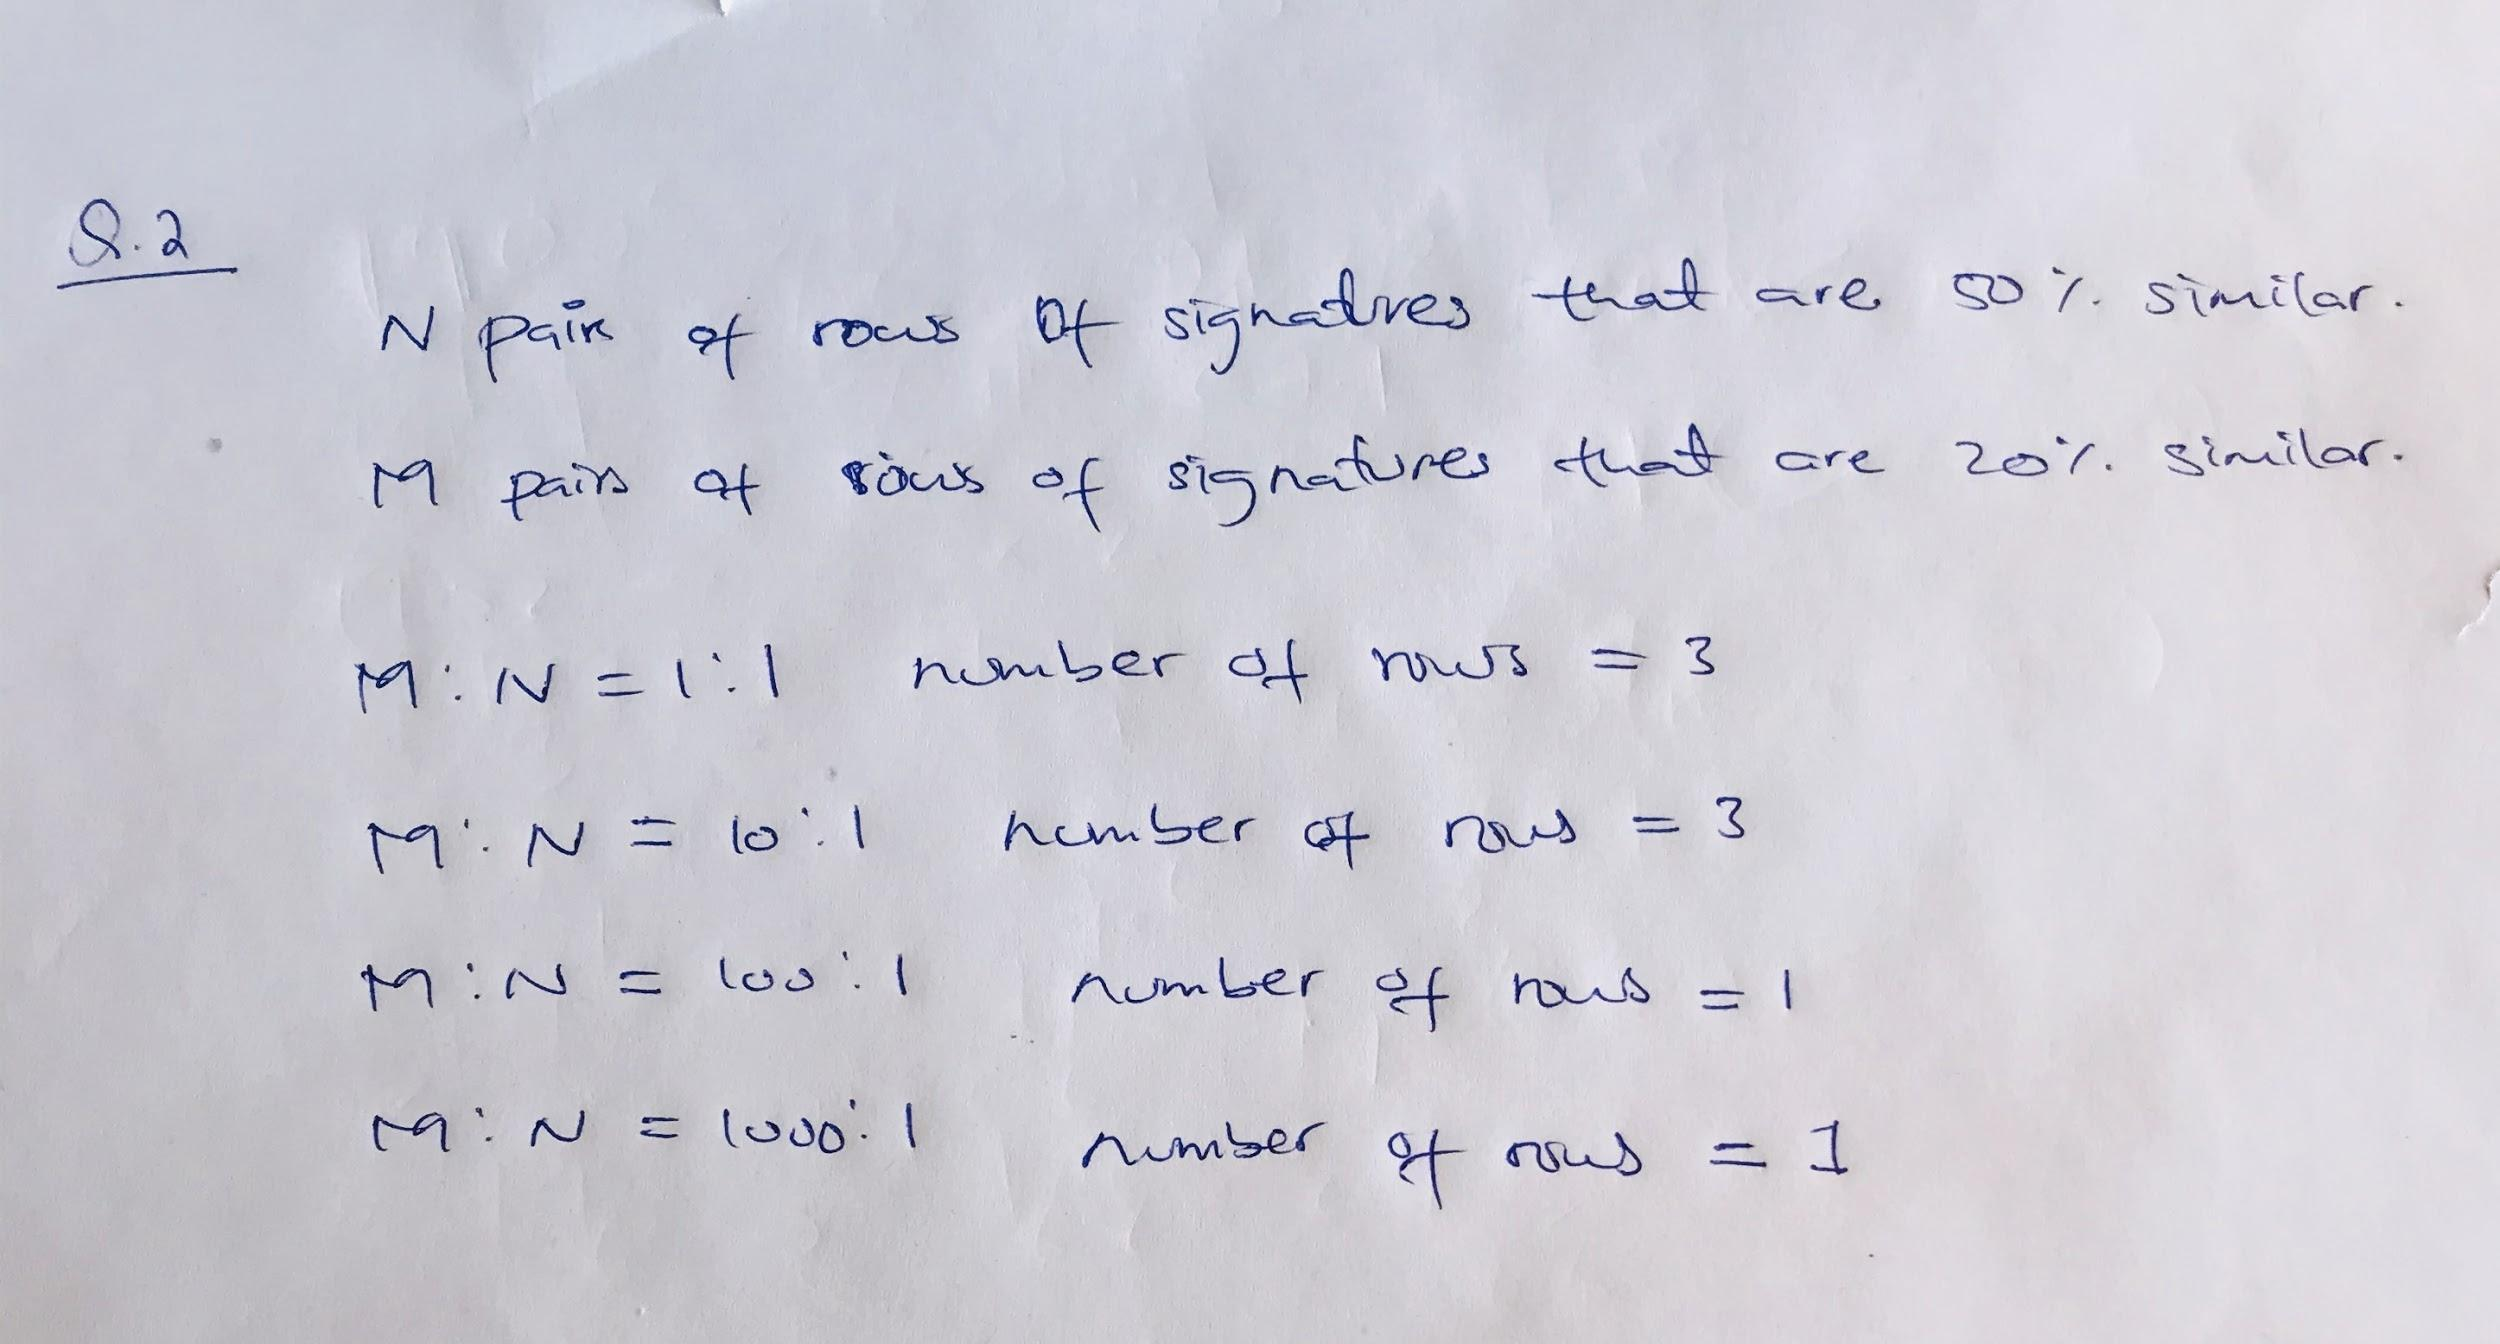 Q.2
N pairs of rows of signatures that are 50%. similar.
M pairs of rows of signatures that are 20%. similar.
M:N = 1:1 number of rows = 3
M:N = 10:1 number of rows = 3
M:N = 100:1 number of rows = 1
M:N = 1000:1 number of rows = 1